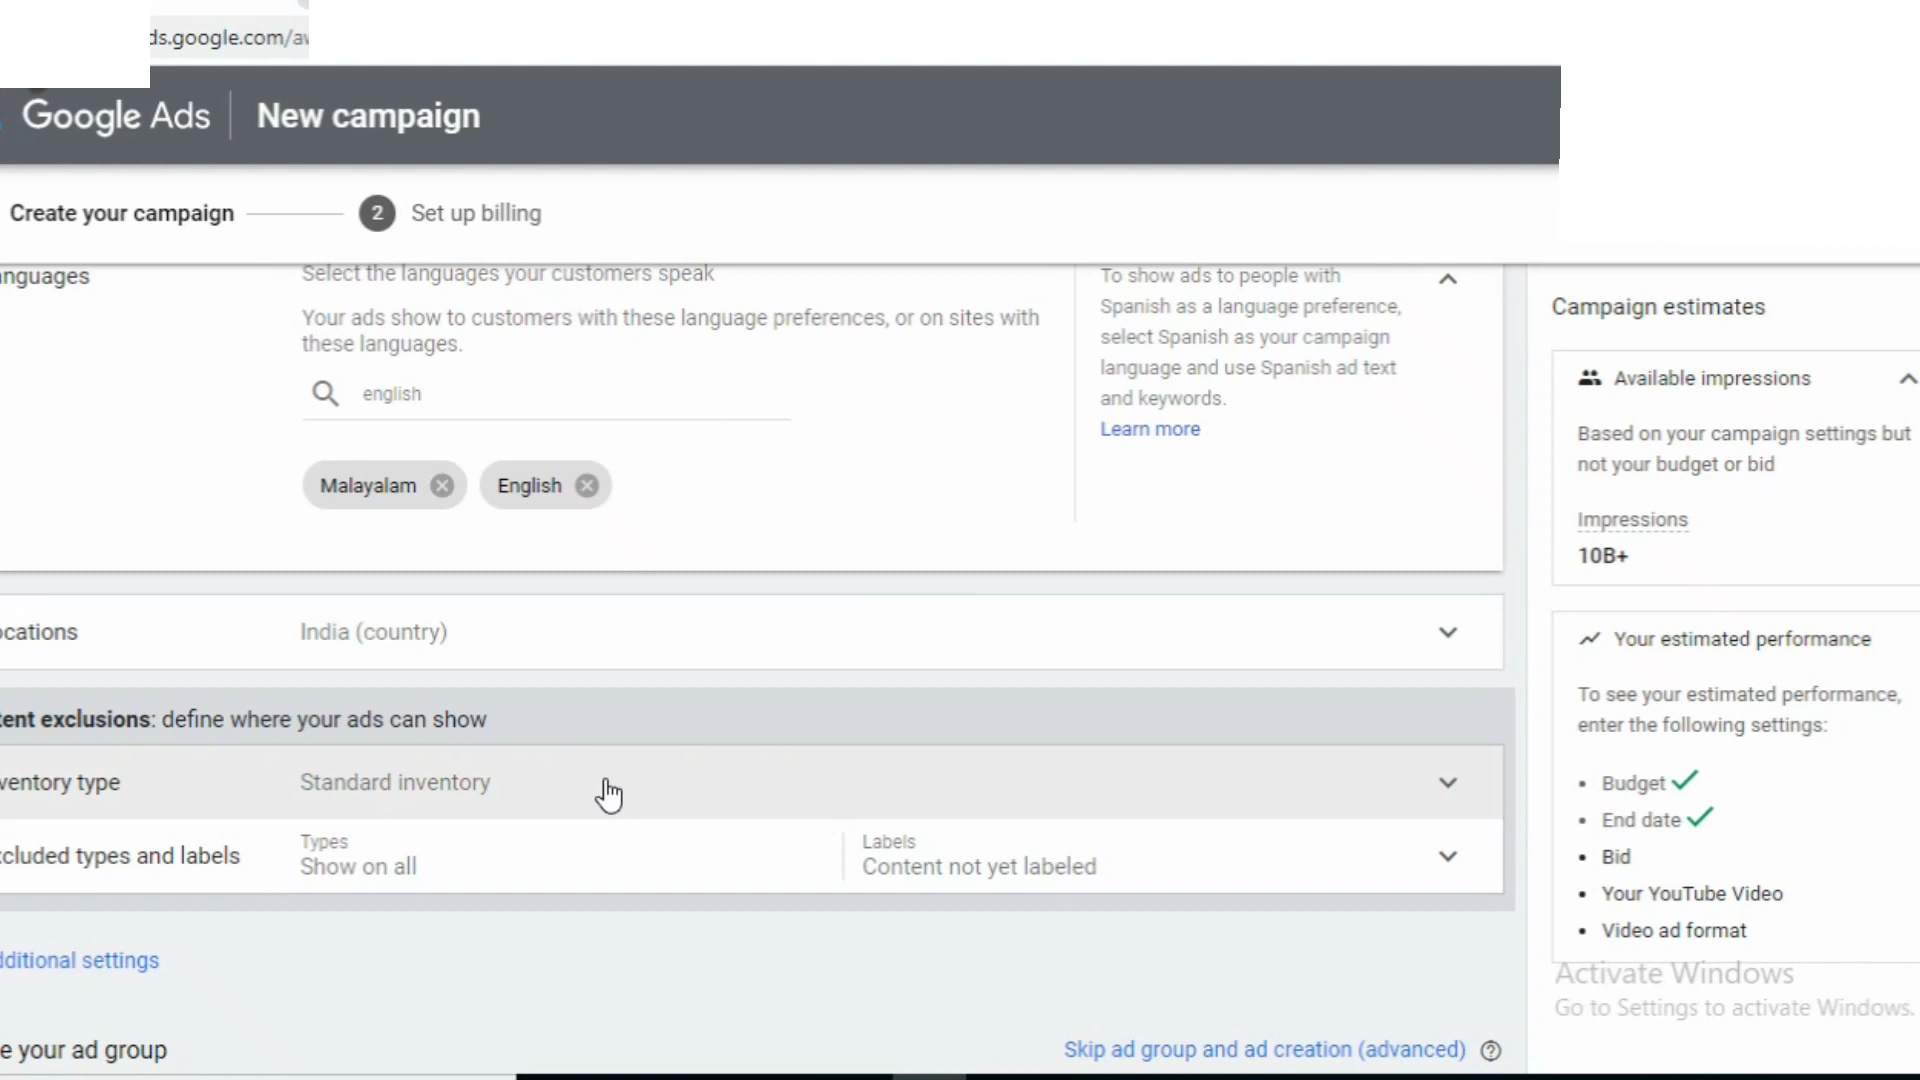 ds.google.com/aw
Google Ads New campaign
Create your campaign 2 Set up billing
nguages
Select the languages your customers speak
Your ads show to customers with these language preferences, or on sites with
these languages.
english
Malayalam English
To show ads to people with
Spanish as a language preference,
select Spanish as your campaign
language and use Spanish ad text
and keywords.
Learn more
ocations India (country)
tent exclusions: define where your ads can show
ventory type Standard inventory
xcluded types and labels
Types
Show on all
Labels
Content not yet labeled
dditional settings
e your ad group
Skip ad group and ad creation (advanced)
Campaign estimates
Available impressions
Based on your campaign settings but
not your budget or bid
Impressions
10B+
Your estimated performance
To see your estimated performance,
enter the following settings:
• Budget
• End date
• Bid
• Your YouTube Video
• Video ad format
Activate Windows
Go to Settings to activate Windows.